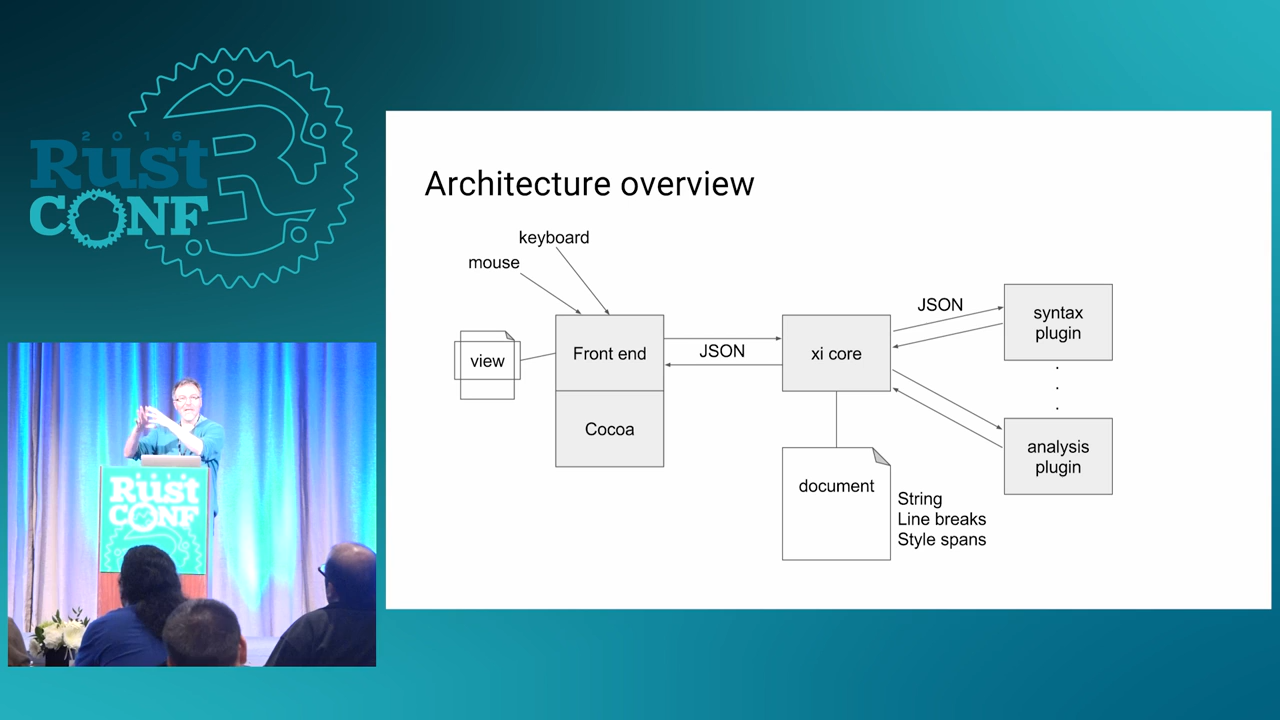 2016
Rust
CONF
Architecture overview
keyboard
mouse
view
Front end
Cocoa
JSON
xi core
JSON
syntax
plugin
analysis
plugin
document
String
Line breaks
Style spans
2016
Rust
CONF